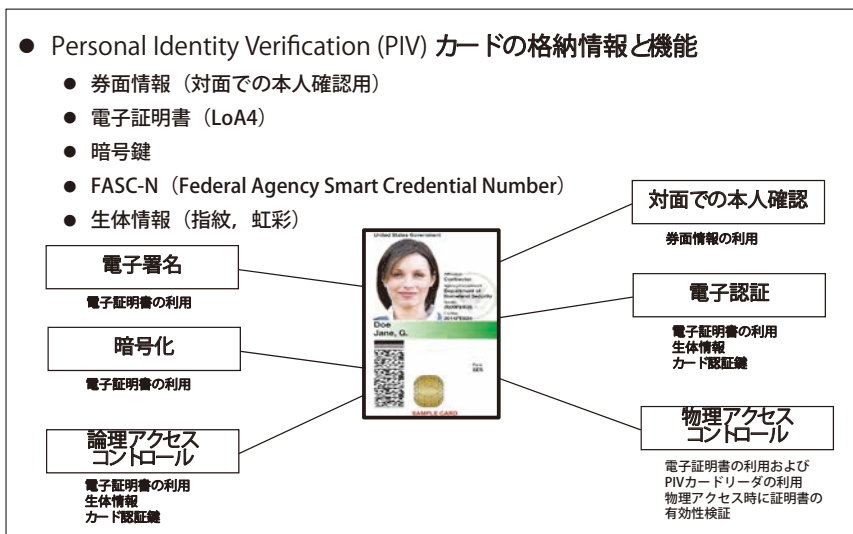 ● Personal Identity Verification (PIV) カードの格納情報と機能
● 券面情報（対面での本人確認用）
● 電子証明書（LoA4）
● 暗号鍵
● FASC-N（Federal Agency Smart Credential Number）
● 生体情報（指紋，虹彩）
対面での本人確認
券面情報の利用
電子署名
電子証明書の利用
暗号化
電子証明書の利用
論理アクセス
コントロール
電子証明書の利用
生体情報
カード認証鍵
United States Government
Affiliation
Contractor
Agency/Department
Department of
Homeland Security
Doe
Jane, G.
SAMPLE CARD
電子認証
電子証明書の利用
生体情報
カード認証鍵
物理アクセス
コントロール
電子証明書の利用および
PIVカードリーダの利用
物理アクセス時に証明書の
有効性検証